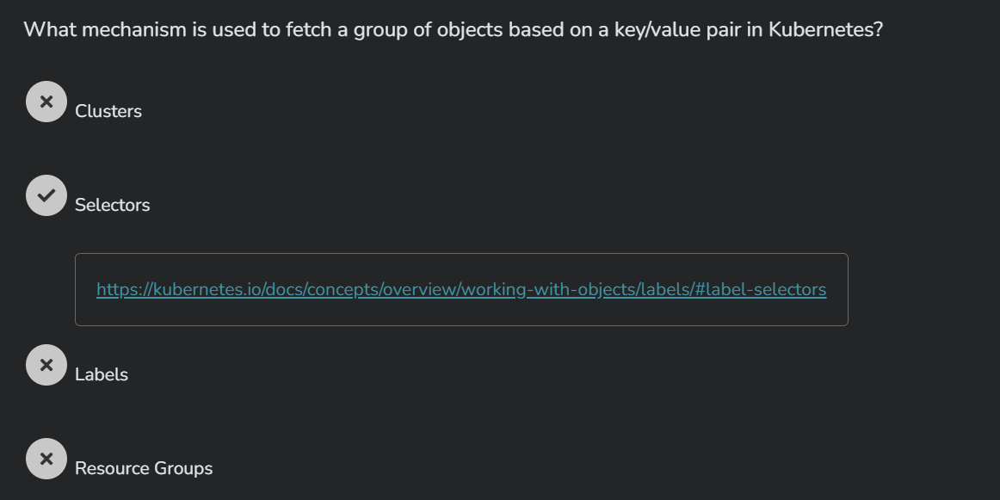 What mechanism is used to fetch a group of objects based on a key/value pair in Kubernetes?
Clusters
Selectors
https://kubernetes.io/docs/concepts/overview/working-with-objects/labels/#label-selectors
Labels
Resource Groups